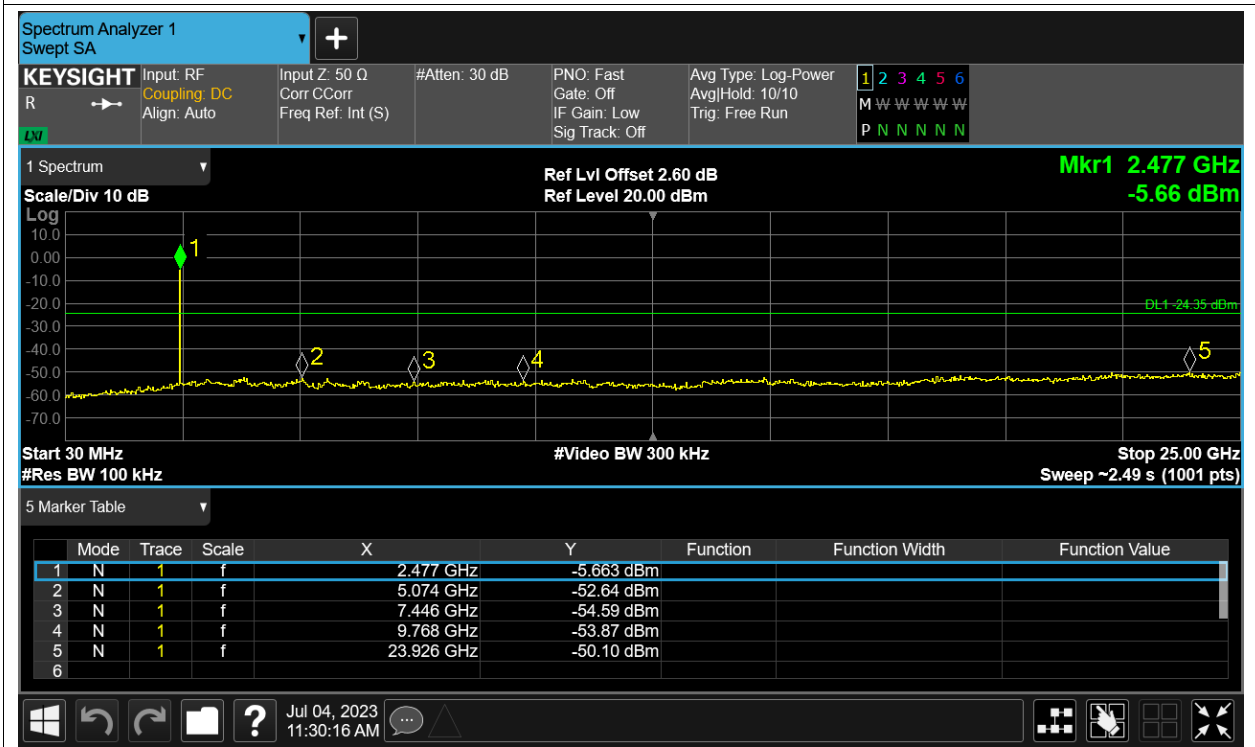 Spectrum Analyzer 1
Swept SA
KEYSIGHT
R
LXI
Input: RF
Coupling: DC
Align: Auto
Input Z: 50 Ω
Corr CCorr
Freq Ref: Int (S)
#Atten: 30 dB
PNO: Fast
Gate: Off
IF Gain: Low
Sig Track: Off
Avg Type: Log-Power
Avg|Hold: 10/10
Trig: Free Run
1 2 3 4 5 6
M W W W W W
P N N N N N
1 Spectrum
Scale/Div 10 dB
Ref Lvl Offset 2.60 dB
Ref Level 20.00 dBm
Mkr1 2.477 GHz
-5.66 dBm
Log
10.0
0.00
-10.0
-20.0
-30.0
-40.0
-50.0
-60.0
-70.0
1
2
3
4
5
DL1 -24.35 dBm
Start 30 MHz
#Res BW 100 kHz
#Video BW 300 kHz
Stop 25.00 GHz
Sweep ~2.49 s (1001 pts)
5 Marker Table
Mode Trace Scale X Y Function Function Width Function Value
1 N 1 f 2.477 GHz -5.663 dBm
2 N 1 f 5.074 GHz -52.64 dBm
3 N 1 f 7.446 GHz -54.59 dBm
4 N 1 f 9.768 GHz -53.87 dBm
5 N 1 f 23.926 GHz -50.10 dBm
6
?
Jul 04, 2023
11:30:16 AM